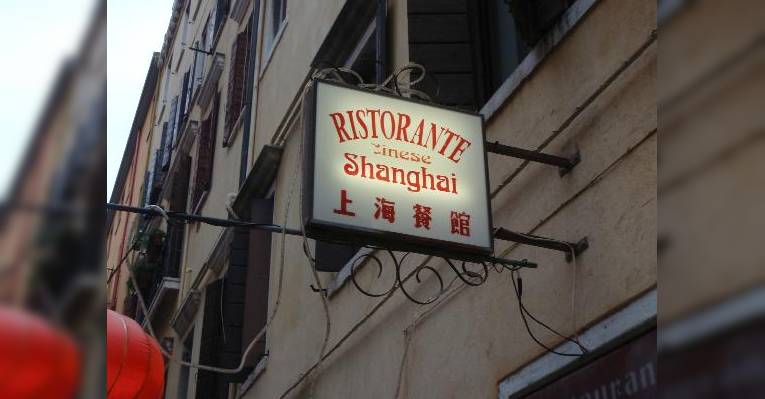 RISTORANTE
cinese
Shanghai
上海餐館